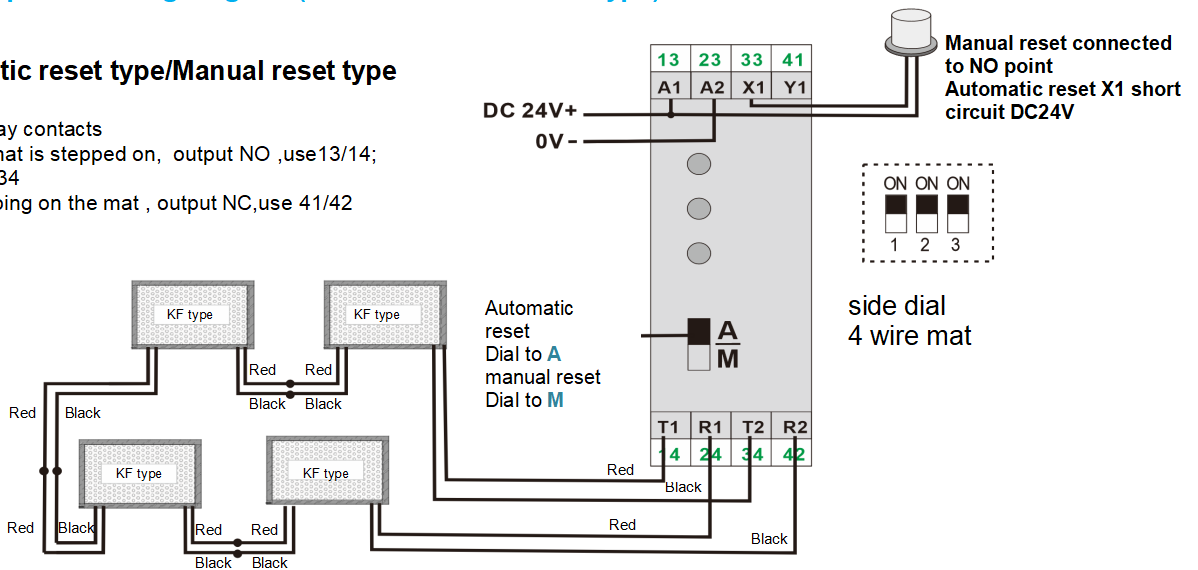 tic reset type/Manual reset type
ay contacts
nat is stepped on, output NO ,use13/14;
34
ping on the mat , output NC,use 41/42
13 23 33 41
A1 A2 X1 Y1
DC 24V+
0V-
Manual reset connected
to NO point
Automatic reset X1 short
circuit DC24V
ON ON ON
1 2 3
side dial
4 wire mat
Automatic
reset
Dial to A
manual reset
Dial to M
A
M
KF type KF type
Red Red
Black Black
Red Black
KF type KF type
Red Black
Red Red
Black Black
T1 R1 T2 R2
14 24 34 42
Red
Black
Red
Black